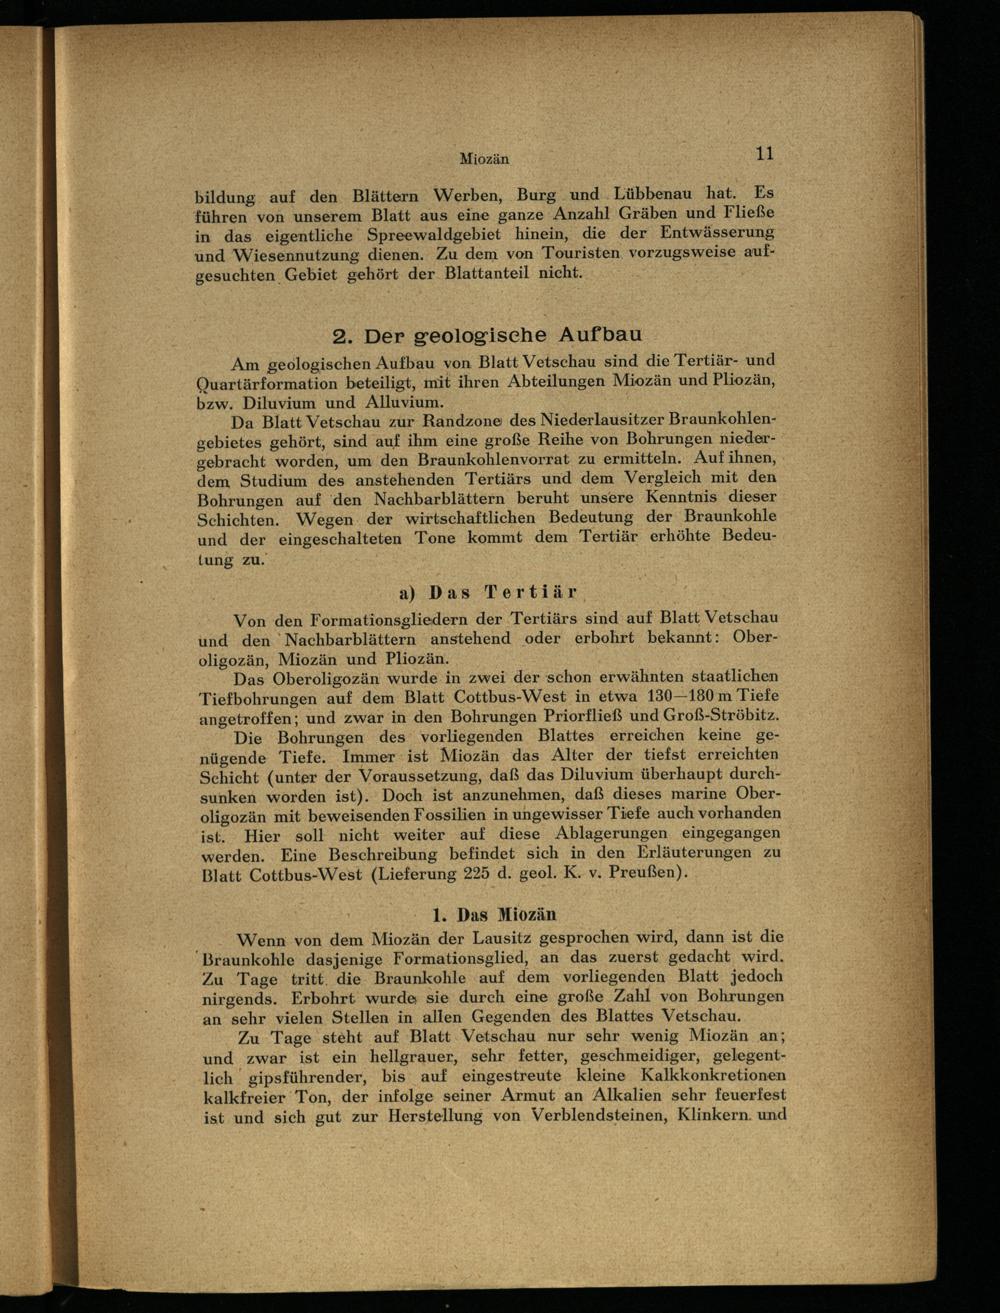 Miozän 11
bildung auf den Blättern Werben, Burg und Lübbenau hat. Es
führen von unserem Blatt aus eine ganze Anzahl Gräben und Fließe
in das eigentliche Spreewaldgebiet hinein, die der Entwässerung
und Wiesennutzung dienen. Zu dem von Touristen vorzugsweise auf-
gesuchten Gebiet gehört der Blattanteil nicht.
2. Der geologische Aufbau
Am geologischen Aufbau von Blatt Vetschau sind die Tertiär- und
Quartärformation beteiligt, mit ihren Abteilungen Miozän und Pliozän,
bzw. Diluvium und Alluvium.
Da Blatt Vetschau zur Randzone des Niederlausitzer Braunkohlen-
gebietes gehört, sind auf ihm eine große Reihe von Bohrungen nieder-
gebracht worden, um den Braunkohlenvorrat zu ermitteln. Auf ihnen,
dem Studium des anstehenden Tertiärs und dem Vergleich mit den
Bohrungen auf den Nachbarblättern beruht unsere Kenntnis dieser
Schichten. Wegen der wirtschaftlichen Bedeutung der Braunkohle
und der eingeschalteten Tone kommt dem Tertiär erhöhte Bedeu-
tung zu.
a) Das Tertiär
Von den Formationsgliedern der Tertiärs sind auf Blatt Vetschau
und den Nachbarblättern anstehend oder erbohrt bekannt: Ober-
oligozän, Miozän und Pliozän.
Das Oberoligozän wurde in zwei der schon erwähnten staatlichen
Tiefbohrungen auf dem Blatt Cottbus-West in etwa 130—180 m Tiefe
angetroffen; und zwar in den Bohrungen Priorfließ und Groß-Ströbitz.
Die Bohrungen des vorliegenden Blattes erreichen keine ge-
nügende Tiefe. Immer ist Miozän das Alter der tiefst erreichten
Schicht (unter der Voraussetzung, daß das Diluvium überhaupt durch-
sunken worden ist). Doch ist anzunehmen, daß dieses marine Ober-
oligozän mit beweisenden Fossilien in ungewisser Tiefe auch vorhanden
ist. Hier soll nicht weiter auf diese Ablagerungen eingegangen
werden. Eine Beschreibung befindet sich in den Erläuterungen zu
Blatt Cottbus-West (Lieferung 225 d. geol. K. v. Preußen).
1. Das Miozän
Wenn von dem Miozän der Lausitz gesprochen wird, dann ist die
Braunkohle dasjenige Formationsglied, an das zuerst gedacht wird.
Zu Tage tritt die Braunkohle auf dem vorliegenden Blatt jedoch
nirgends. Erbohrt wurde sie durch eine große Zahl von Bohrungen
an sehr vielen Stellen in allen Gegenden des Blattes Vetschau.
Zu Tage steht auf Blatt Vetschau nur sehr wenig Miozän an;
und zwar ist ein hellgrauer, sehr fetter, geschmeidiger, gelegent-
lich gipsführender, bis auf eingestreute kleine Kalkkonkretionen
kalkfreier Ton, der infolge seiner Armut an Alkalien sehr feuerfest
ist und sich gut zur Herstellung von Verblendsteinen, Klinkern und